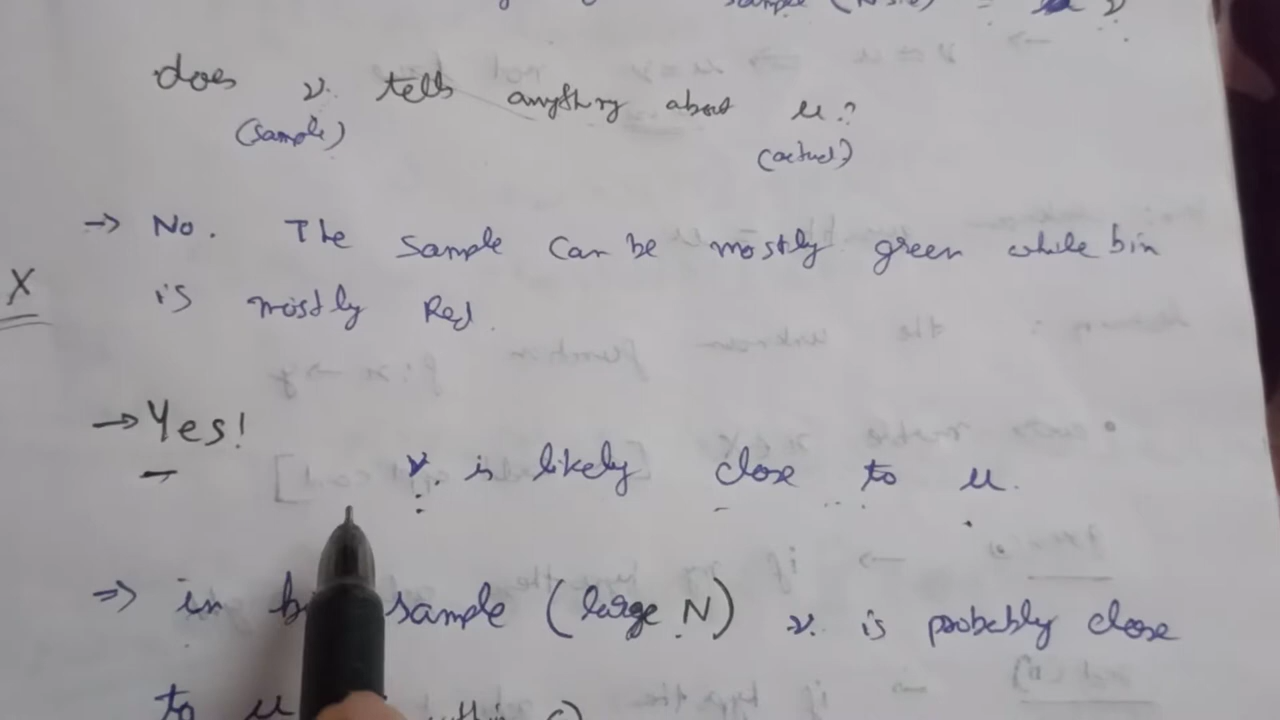 sample (N
does ν tells anything about μ?
(sample) (actual)
→ No. The sample can be mostly green while bin
X is mostly Red.
→ Yes!
ν is likely close to μ.
⇒ in sample (large N) ν is probably close
to μ